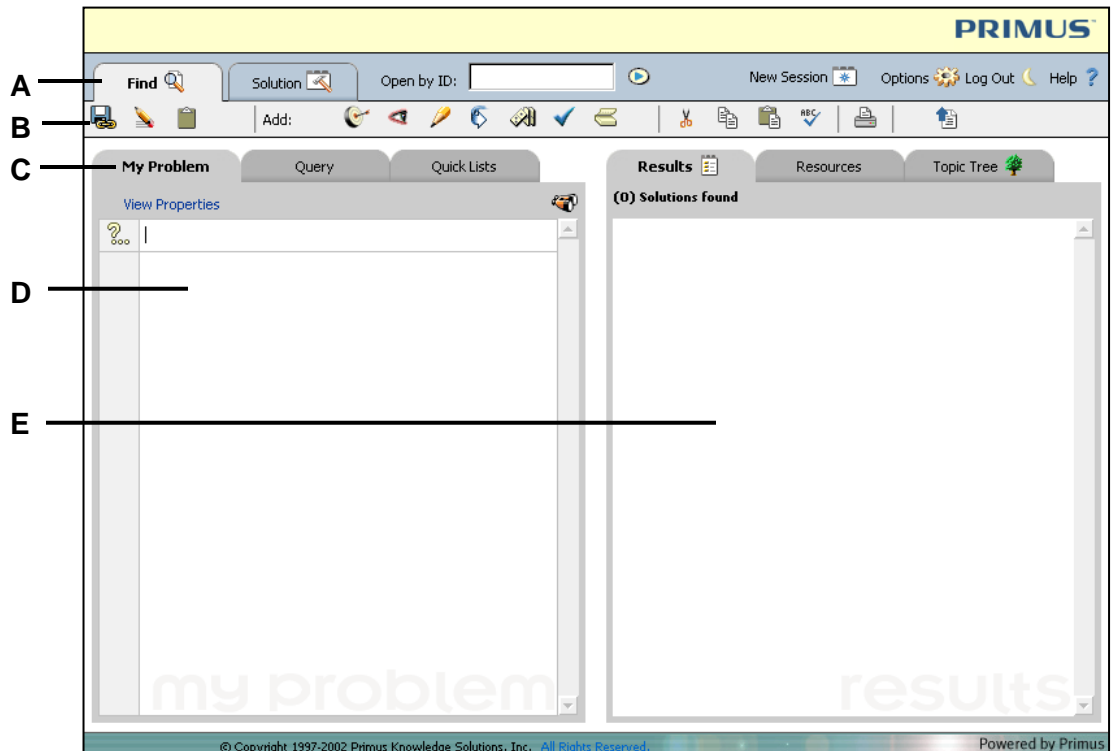 PRIMUS
A
Find Solution Open by ID: New Session Options Log Out Help ?
B
Add: ABC
C
My Problem Query Quick Lists Results Resources Topic Tree
View Properties (0) Solutions found
?...
D
E
my problem results
© Copyright 1997-2002 Primus Knowledge Solutions, Inc. All Rights Reserved. Powered by Primus